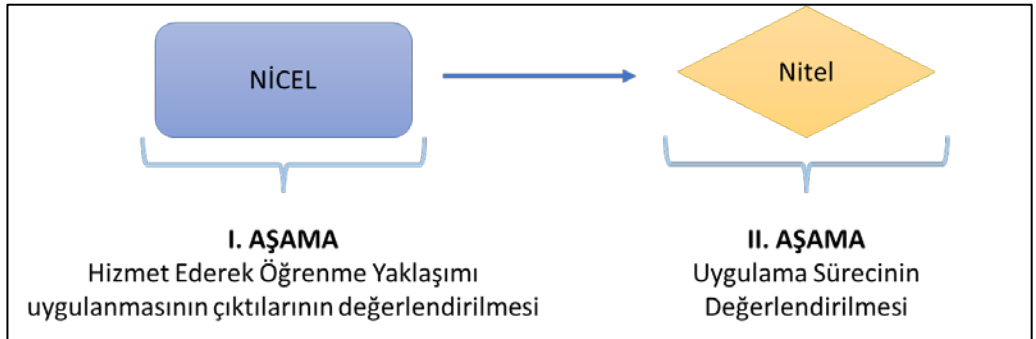 NİCEL
Nitel
I. AŞAMA
Hizmet Ederek Öğrenme Yaklaşımı
uygulanmasının çıktılarının değerlendirilmesi
II. AŞAMA
Uygulama Sürecinin
Değerlendirilmesi